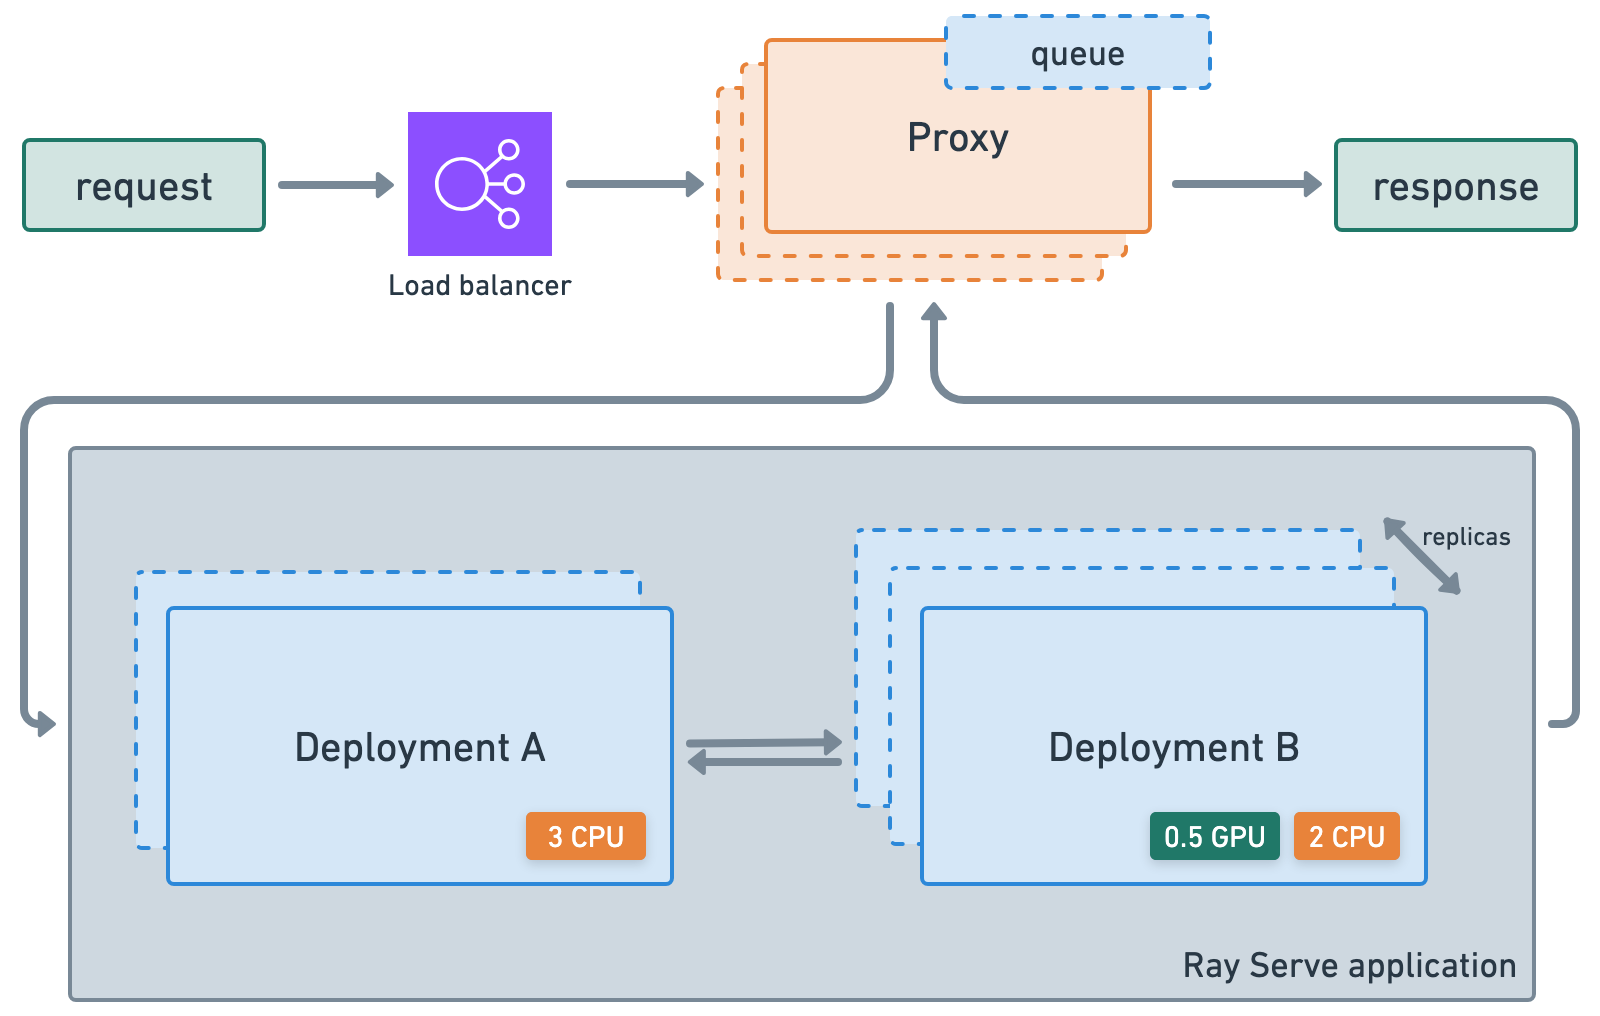 queue
Proxy
request
response
Load balancer
replicas
Deployment A
Deployment B
3 CPU
0.5 GPU
2 CPU
Ray Serve application